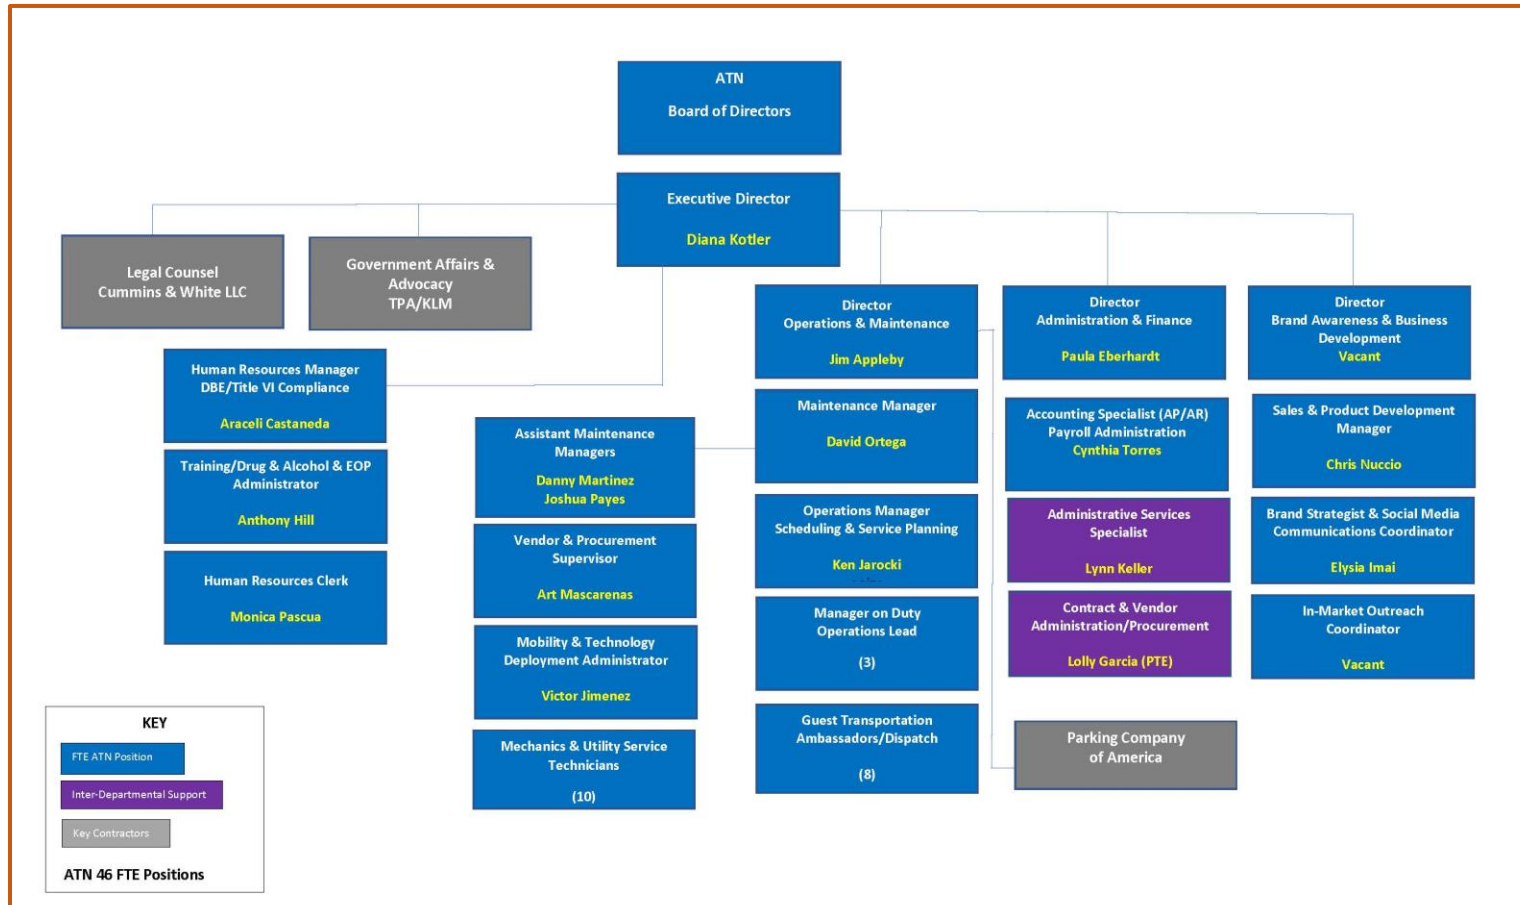 ATN
Board of Directors
Executive Director
Diana Kotler
Legal Counsel
Cummins & White LLC
Government Affairs &
Advocacy
TPA/KLM
Human Resources Manager
DBE/Title VI Compliance
Araceli Castaneda
Training/Drug & Alcohol & EOP
Administrator
Anthony Hill
Human Resources Clerk
Monica Pascua
Assistant Maintenance
Managers
Danny Martinez
Joshua Payes
Vendor & Procurement
Supervisor
Art Mascarenas
Mobility & Technology
Deployment Administrator
Victor Jimenez
Mechanics & Utility Service
Technicians
(10)
Director
Operations & Maintenance
Jim Appleby
Maintenance Manager
David Ortega
Operations Manager
Scheduling & Service Planning
Ken Jarocki
Manager on Duty
Operations Lead
(3)
Guest Transportation
Ambassadors/Dispatch
(8)
Director
Administration & Finance
Paula Eberhardt
Accounting Specialist (AP/AR)
Payroll Administration
Cynthia Torres
Administrative Services
Specialist
Lynn Keller
Contract & Vendor
Administration/Procurement
Lolly Garcia (PTE)
Parking Company
of America
Director
Brand Awareness & Business
Development
Vacant
Sales & Product Development
Manager
Chris Nuccio
Brand Strategist & Social Media
Communications Coordinator
Elysia Imai
In-Market Outreach
Coordinator
Vacant
KEY
FTE ATN Position
Inter-Departmental Support
Key Contractors
ATN 46 FTE Positions